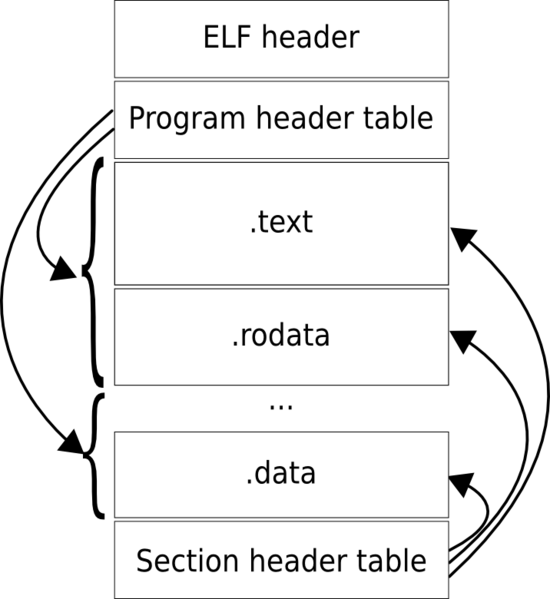 ELF header
Program header table
.text
.rodata
...
.data
Section header table